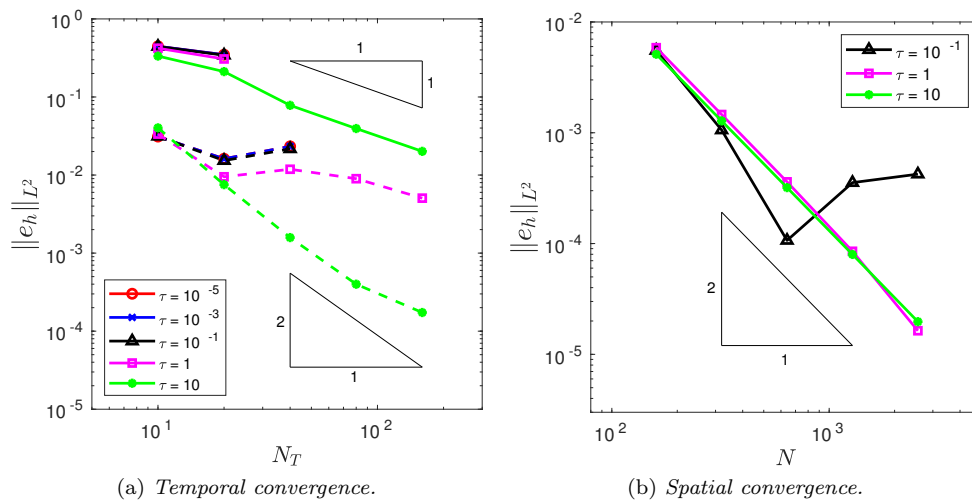 10^0
10^-1
10^-2
10^-3
10^-4
10^-5
‖e_h‖_{L^2}
1
1
2
1
τ = 10^-5
τ = 10^-3
τ = 10^-1
τ = 1
τ = 10
10^1
10^2
N_T
(a) Temporal convergence.
10^-2
10^-3
10^-4
10^-5
‖e_h‖_{L^2}
τ = 10^-1
τ = 1
τ = 10
2
1
10^2
10^3
N
(b) Spatial convergence.